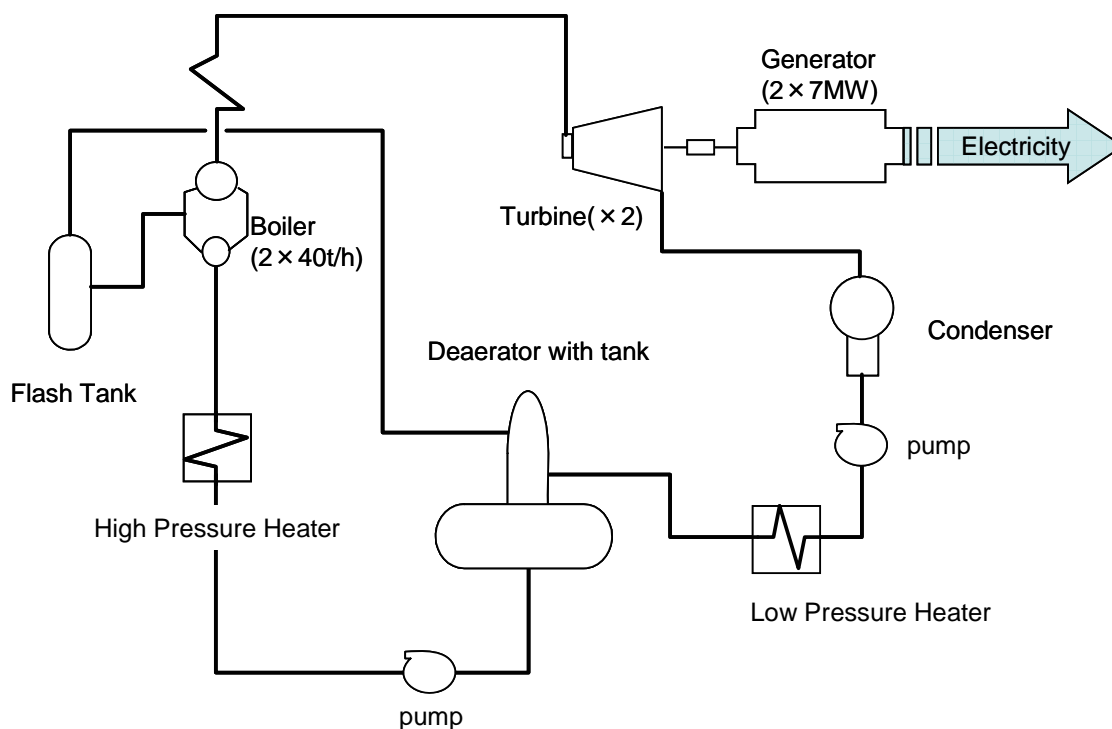 Generator
(2×7MW)
Electricity
Turbine(×2)
Boiler
(2×40t/h)
Condenser
Deaerator with tank
Flash Tank
pump
High Pressure Heater
Low Pressure Heater
pump